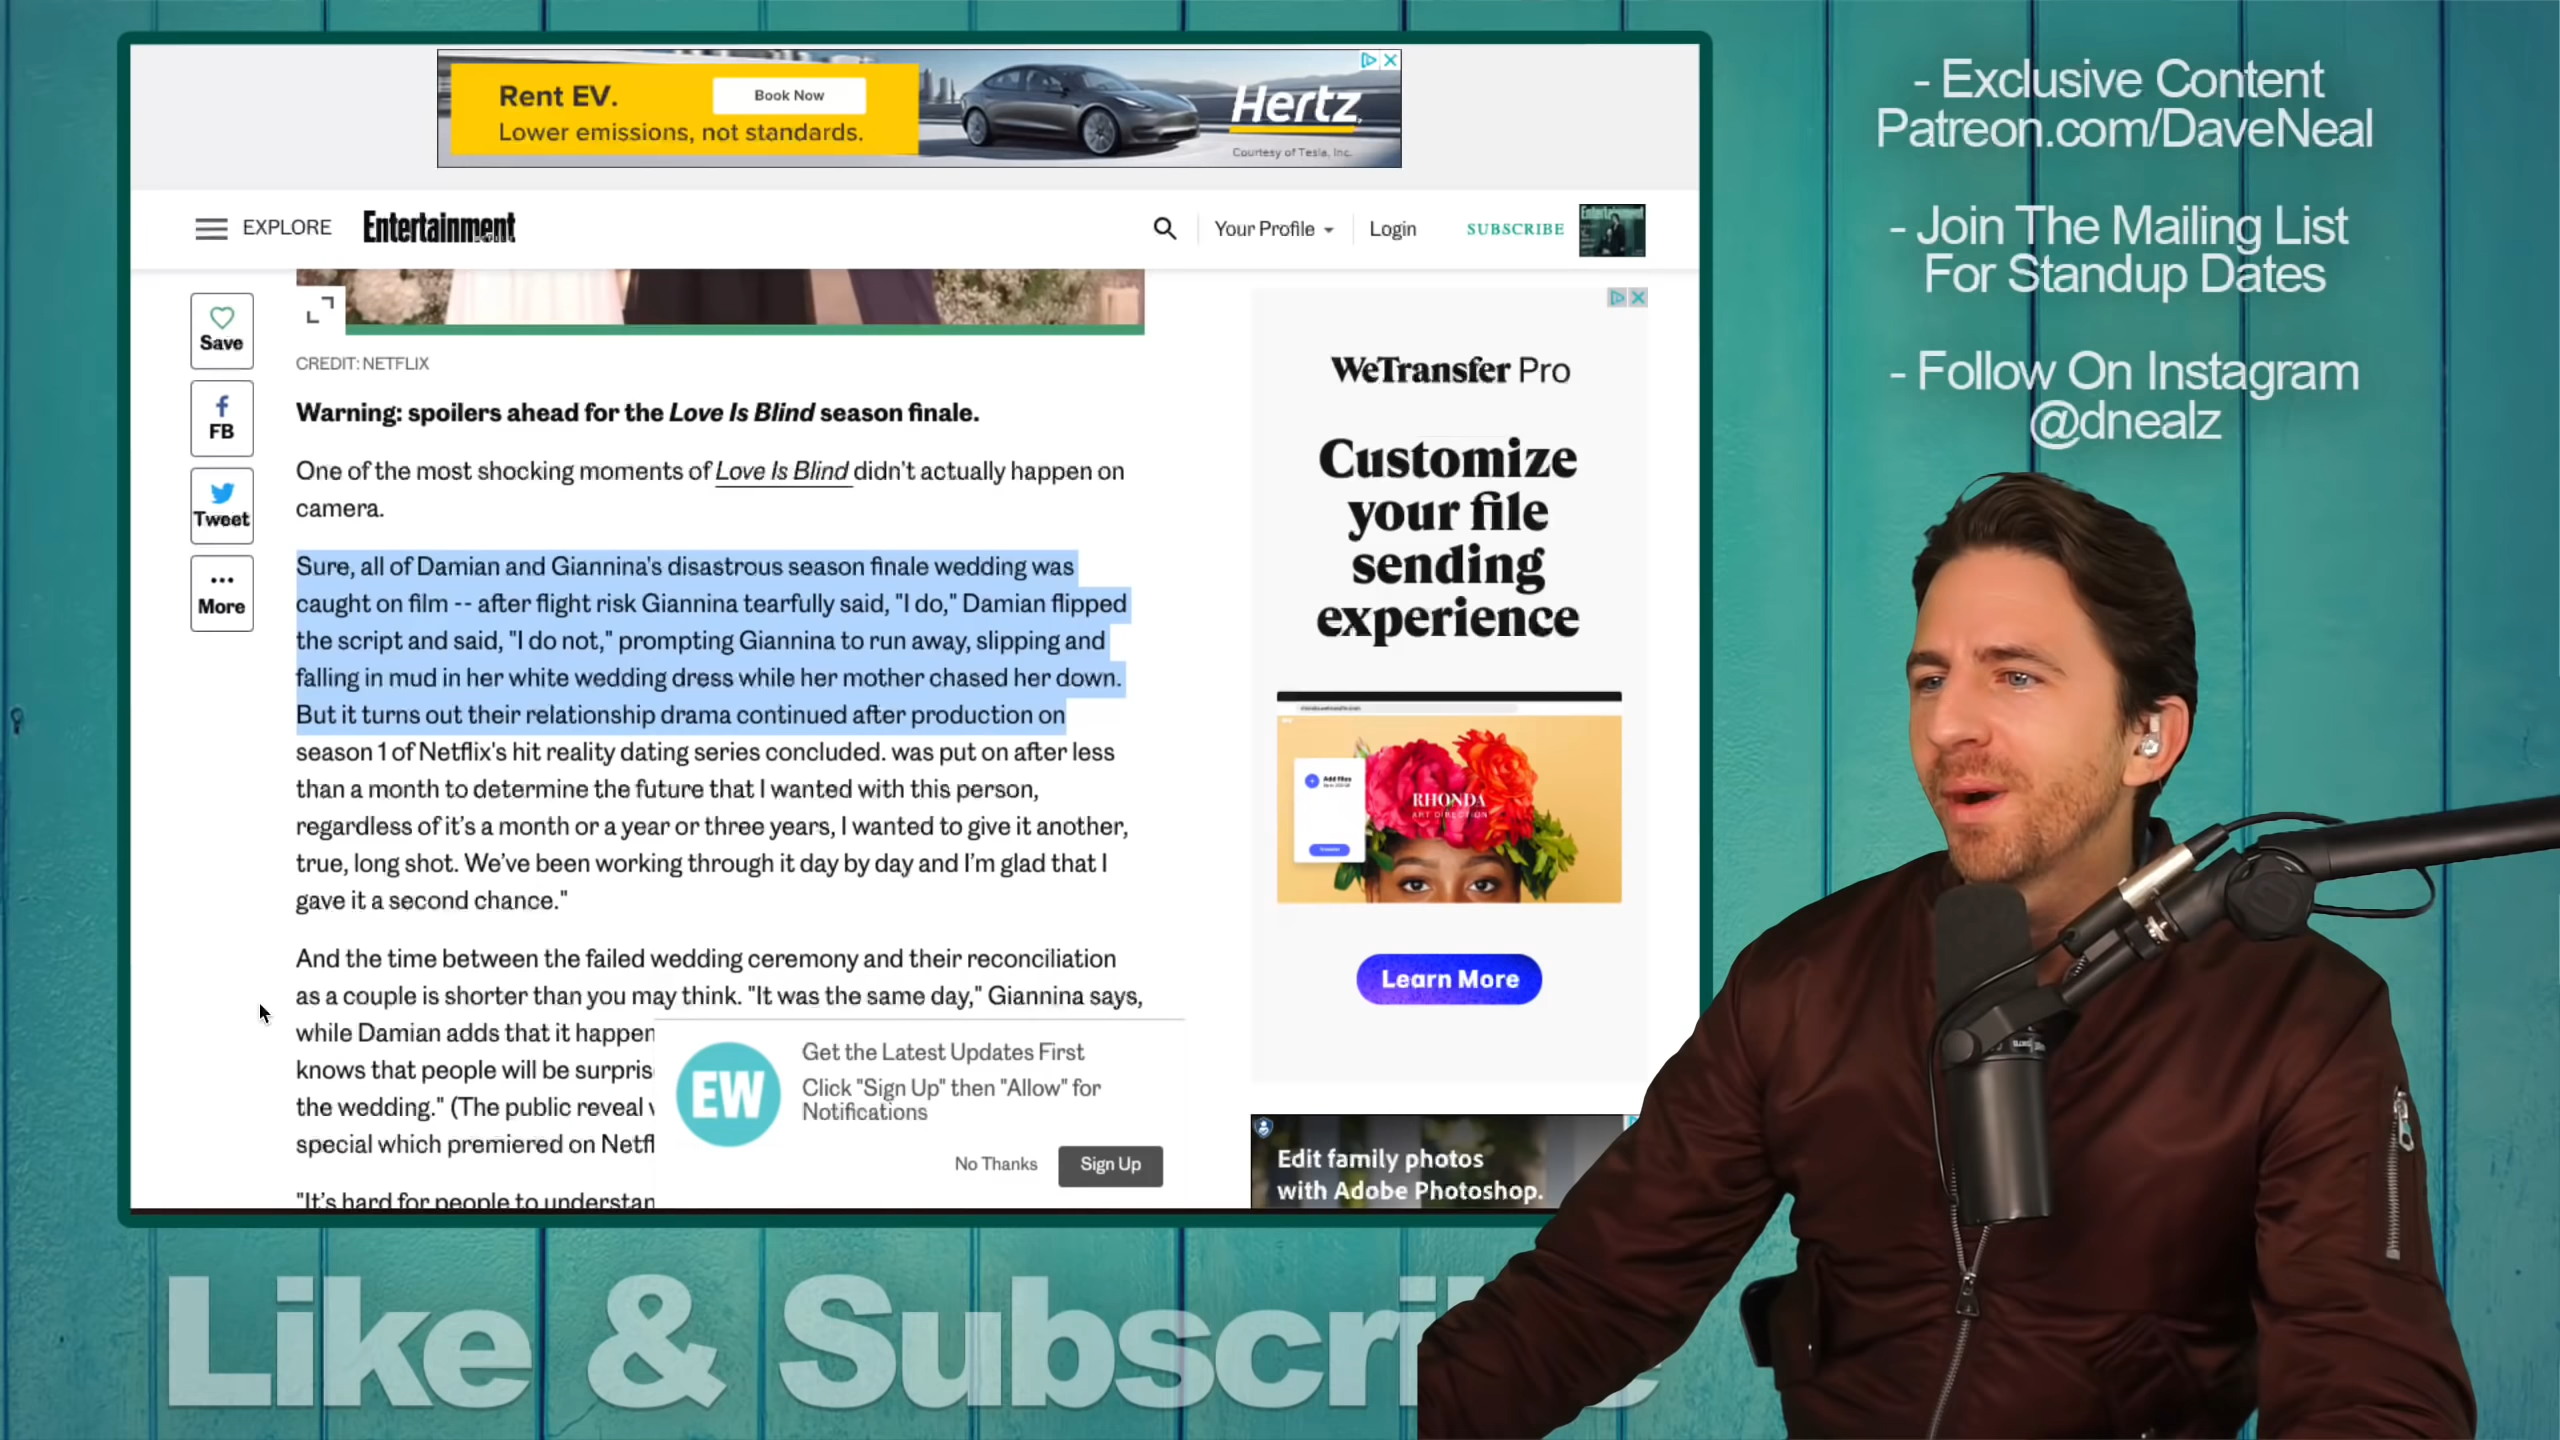 Rent EV.
Book Now
Lower emissions, not standards.
Hertz
Courtesy of Tesla, Inc.
EXPLORE
Entertainment
Your Profile
Login
SUBSCRIBE
Entertainment
Save
FB
Tweet
More
CREDIT: NETFLIX
Warning: spoilers ahead for the Love Is Blind season finale.
One of the most shocking moments of Love Is Blind didn't actually happen on
camera.
Sure, all of Damian and Giannina's disastrous season finale wedding was
caught on film -- after flight risk Giannina tearfully said, "I do," Damian flipped
the script and said, "I do not," prompting Giannina to run away, slipping and
falling in mud in her white wedding dress while her mother chased her down.
But it turns out their relationship drama continued after production on
season 1 of Netflix's hit reality dating series concluded. was put on after less
than a month to determine the future that I wanted with this person,
regardless of it's a month or a year or three years, I wanted to give it another,
true, long shot. We've been working through it day by day and I'm glad that I
gave it a second chance."
And the time between the failed wedding ceremony and their reconciliation
as a couple is shorter than you may think. "It was the same day," Giannina says,
while Damian adds that it happen
knows that people will be surpris
the wedding." (The public reveal
special which premiered on Netf
"It's hard for people to understan
EW
Get the Latest Updates First
Click "Sign Up" then "Allow" for
Notifications
No Thanks
Sign Up
WeTransfer Pro
Customize
your file
sending
experience
Add files
RHONDA
ART DIRECTION
Learn More
Edit family photos
with Adobe Photoshop.
- Exclusive Content
Patreon.com/DaveNeal
- Join The Mailing List
For Standup Dates
- Follow On Instagram
@dnealz
Like & Subscri